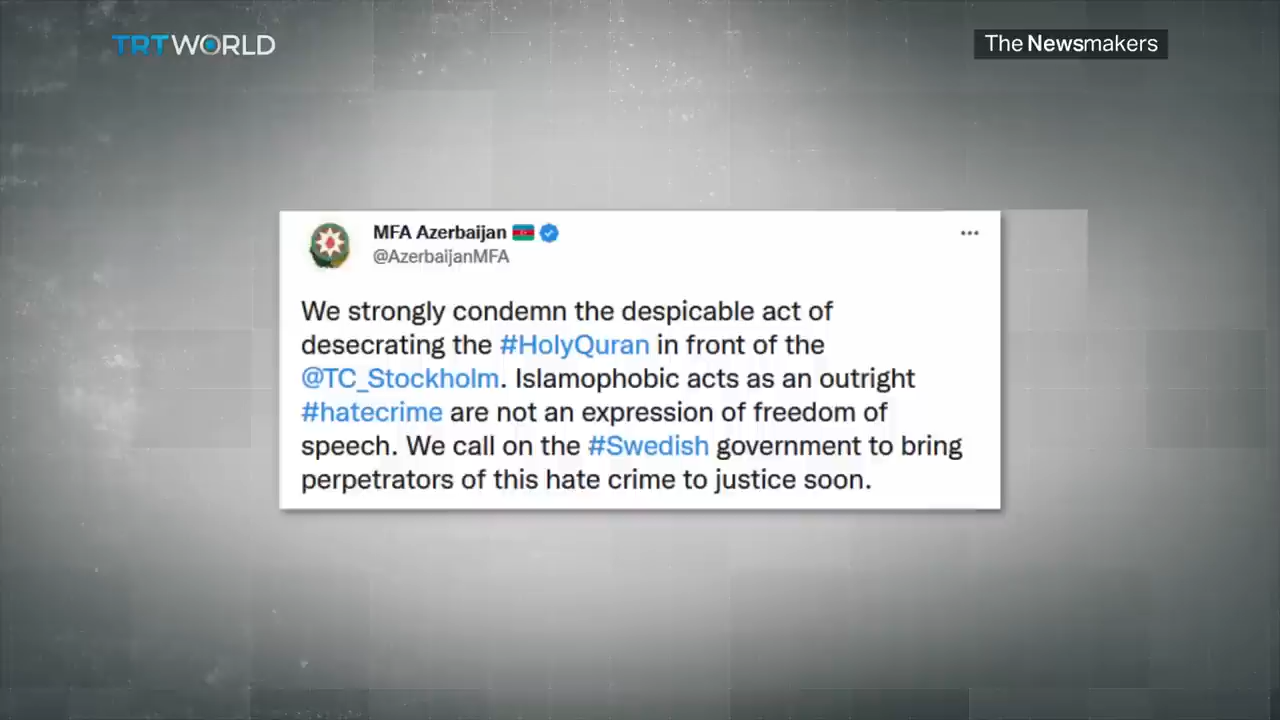 TRT WORLD
The Newsmakers
MFA Azerbaijan
@AzerbaijanMFA
We strongly condemn the despicable act of
desecrating the #HolyQuran in front of the
@TC_Stockholm. Islamophobic acts as an outright
#hatecrime are not an expression of freedom of
speech. We call on the #Swedish government to bring
perpetrators of this hate crime to justice soon.